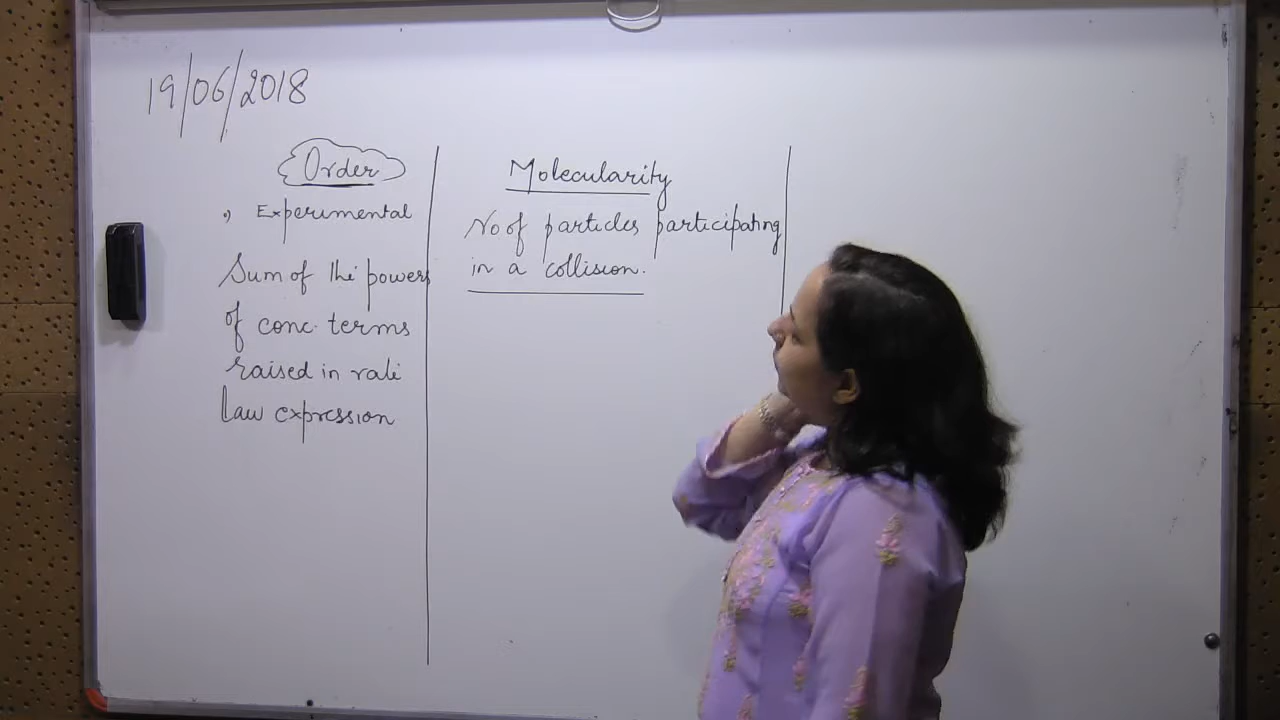 19/06/2018
Order
Experimental
Sum of the powers
of conc. terms
raised in rate
law expression
Molecularity
No of particles participating
in a collision.